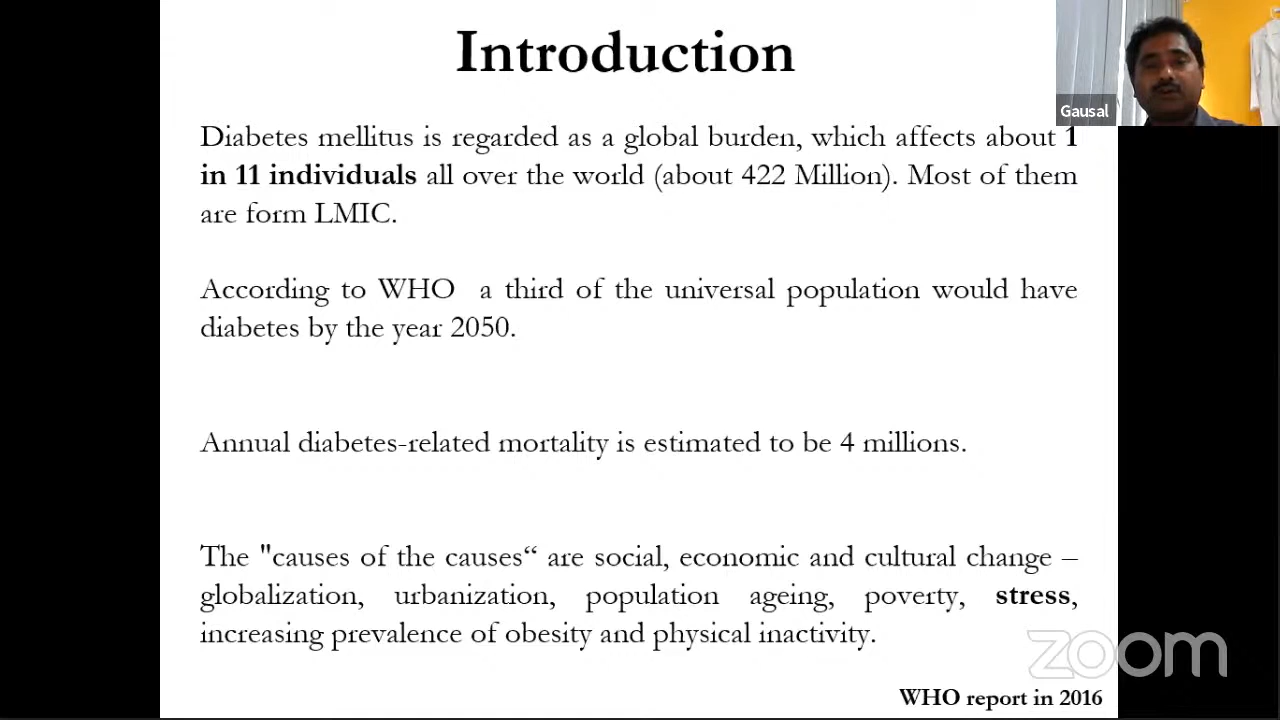 Introduction
Gausal
Diabetes mellitus is regarded as a global burden, which affects about 1
in 11 individuals all over the world (about 422 Million). Most of them
are form LMIC.
According to WHO a third of the universal population would have
diabetes by the year 2050.
Annual diabetes-related mortality is estimated to be 4 millions.
The "causes of the causes“ are social, economic and cultural change –
globalization, urbanization, population ageing, poverty, stress,
increasing prevalence of obesity and physical inactivity.
zoom
WHO report in 2016